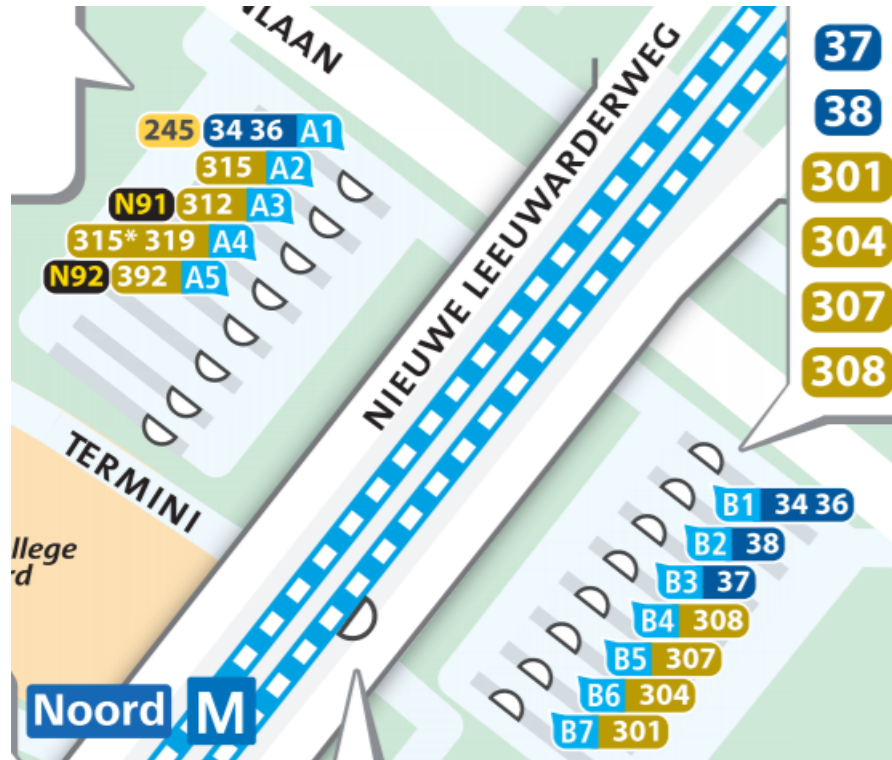 NLAAN
37
38
301
304
307
308
245 34 36 A1
315 A2
N91 312 A3
315* 319 A4
N92 392 A5
NIEUWE LEEUWARDERWEG
TERMINI
llege
rd
B1 34 36
B2 38
B3 37
B4 308
B5 307
B6 304
B7 301
Noord M